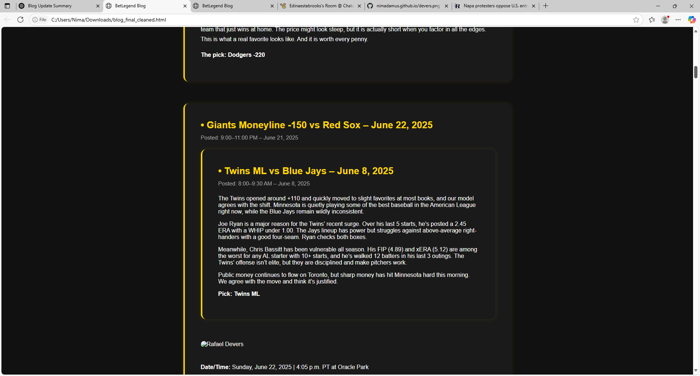 Blog Update Summary
BetLegend Blog
BetLegend Blog
Edneastabrooks's Room @ Chat
nimadamus.github.io/devers.png
Napa protesters oppose U.S. ent
File
C:/Users/Nima/Downloads/blog_final_cleaned.html
team that just wins at home. The price might look steep, but it is actually short when you factor in all the edges.
This is what a real favorite looks like. And it is worth every penny.
The pick: Dodgers -220
• Giants Moneyline -150 vs Red Sox – June 22, 2025
Posted: 9:00–11:00 PM – June 21, 2025
• Twins ML vs Blue Jays – June 8, 2025
Posted: 8:00–9:30 AM – June 8, 2025
The Twins opened around +110 and quickly moved to slight favorites at most books, and our model
agrees with the shift. Minnesota is quietly playing some of the best baseball in the American League
right now, while the Blue Jays remain wildly inconsistent.
Joe Ryan is a major reason for the Twins' recent surge. Over his last 5 starts, he's posted a 2.45
ERA with a WHIP under 1.00. The Jays lineup has power but struggles against above-average right-
handers with a good four-seam. Ryan checks both boxes.
Meanwhile, Chris Bassitt has been vulnerable all season. His FIP (4.89) and xERA (5.12) are among
the worst for any AL starter with 10+ starts, and he's walked 12 batters in his last 3 outings. The
Twins' offense isn't elite, but they are disciplined and make pitchers work.
Public money continues to flow on Toronto, but sharp money has hit Minnesota hard this morning.
We agree with the move and think it's justified.
Pick: Twins ML
Rafael Devers
Date/Time: Sunday, June 22, 2025 | 4:05 p.m. PT at Oracle Park